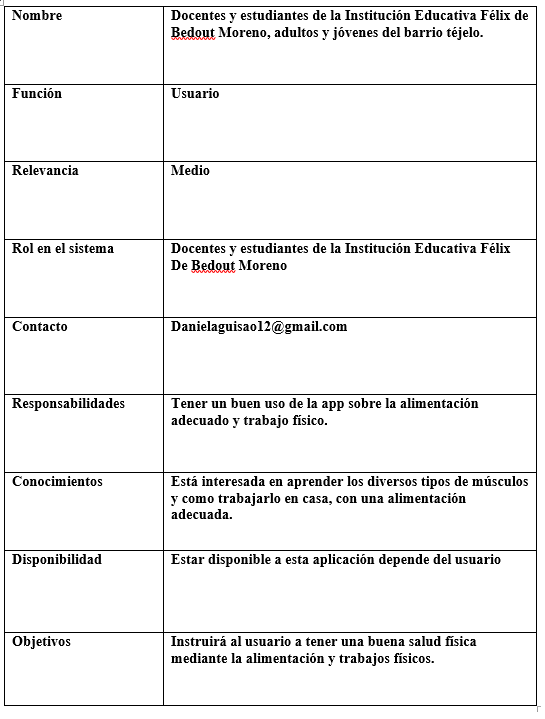 Nombre
Docentes y estudiantes de la Institución Educativa Félix de
Bedout Moreno, adultos y jóvenes del barrio téjelo.
Función
Usuario
Relevancia
Medio
Rol en el sistema
Docentes y estudiantes de la Institución Educativa Félix
De Bedout Moreno
Contacto
Danielaguisao12@gmail.com
Responsabilidades
Tener un buen uso de la app sobre la alimentación
adecuado y trabajo físico.
Conocimientos
Está interesada en aprender los diversos tipos de músculos
y como trabajarlo en casa, con una alimentación
adecuada.
Disponibilidad
Estar disponible a esta aplicación depende del usuario
Objetivos
Instruirá al usuario a tener una buena salud física
mediante la alimentación y trabajos físicos.